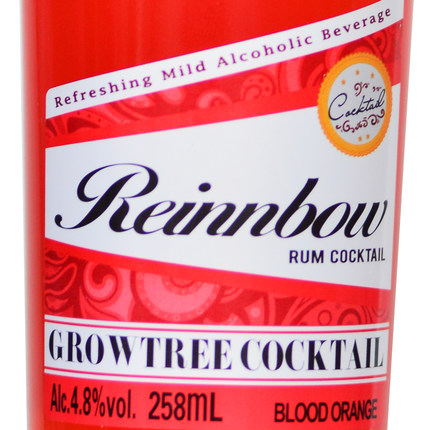 Refreshing Mild Alcoholic Beverage
Cocktail
Reinnbow
RUM COCKTAIL
GROWTREE COCKTAIL
Alc.4.8%vol. 258mL BLOOD ORANGE